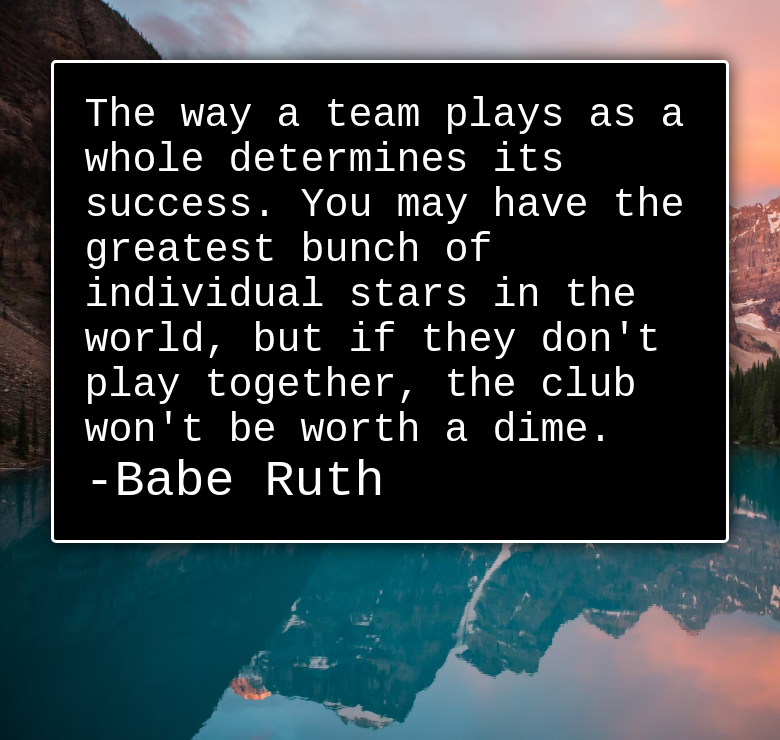 The way a team plays as a
whole determines its
success. You may have the
greatest bunch of
individual stars in the
world, but if they don't
play together, the club
won't be worth a dime.
-Babe Ruth